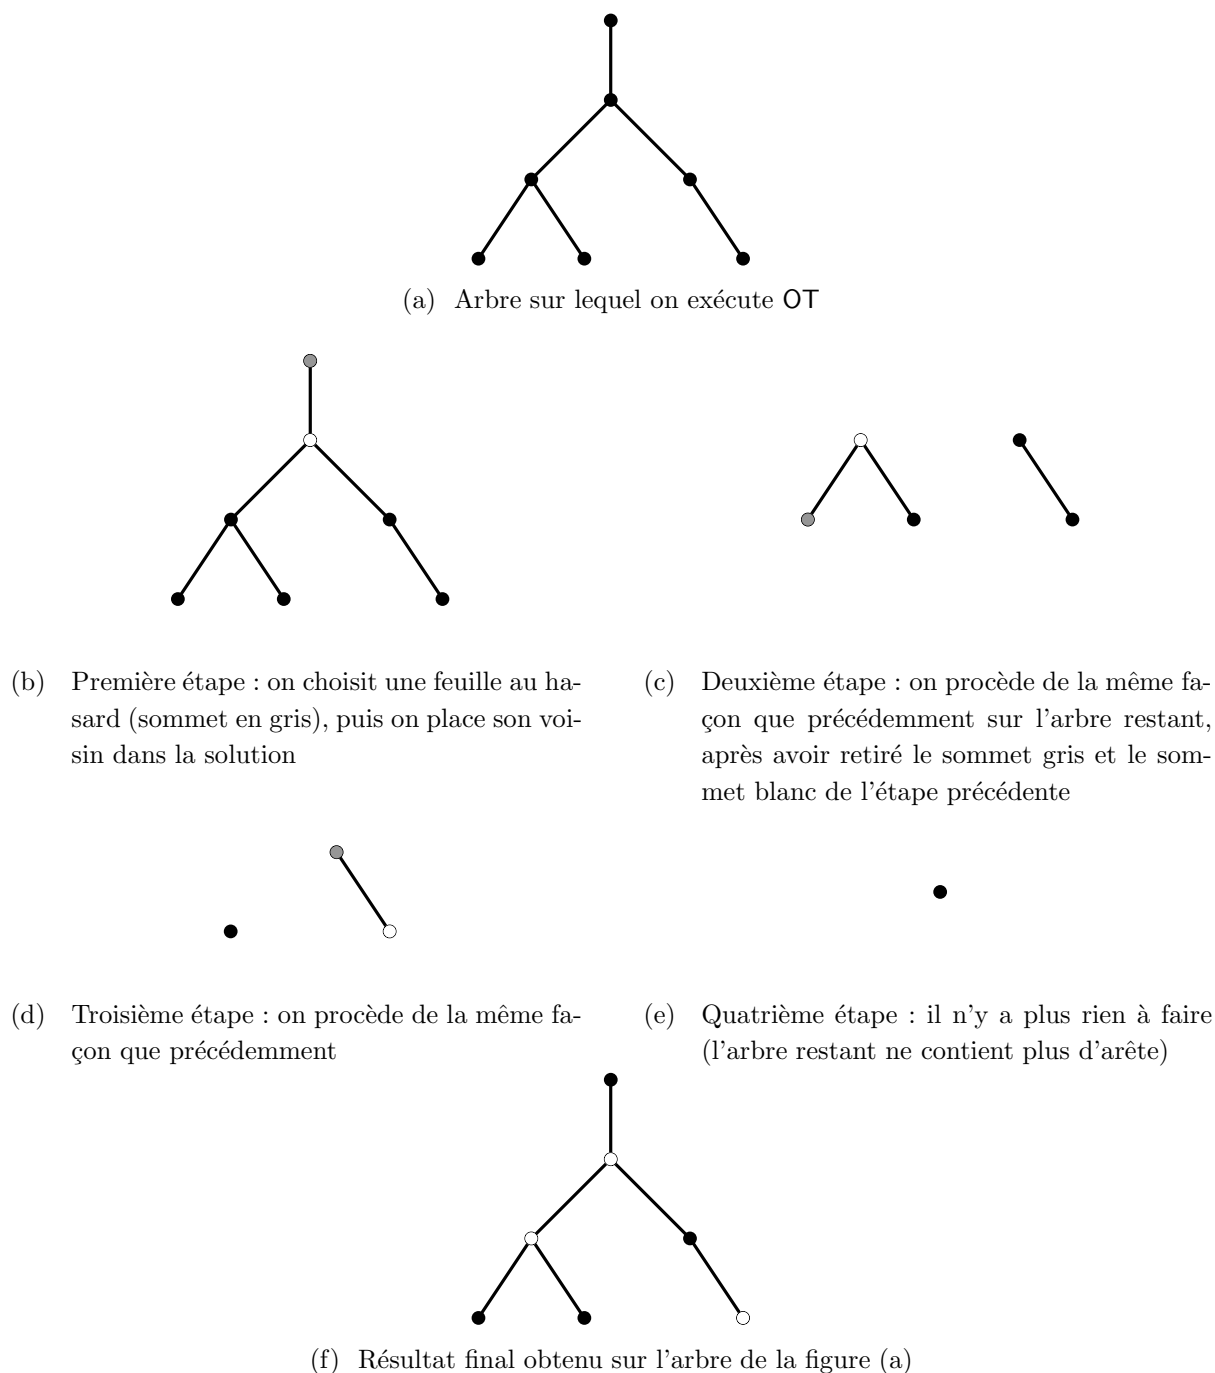 (a) Arbre sur lequel on exécute OT
(b) Première étape : on choisit une feuille au ha-
sard (sommet en gris), puis on place son voi-
sin dans la solution
(c) Deuxième étape : on procède de la même fa-
çon que précédemment sur l'arbre restant,
après avoir retiré le sommet gris et le som-
met blanc de l'étape précédente
(d) Troisième étape : on procède de la même fa-
çon que précédemment
(e) Quatrième étape : il n'y a plus rien à faire
(l'arbre restant ne contient plus d'arête)
(f) Résultat final obtenu sur l'arbre de la figure (a)